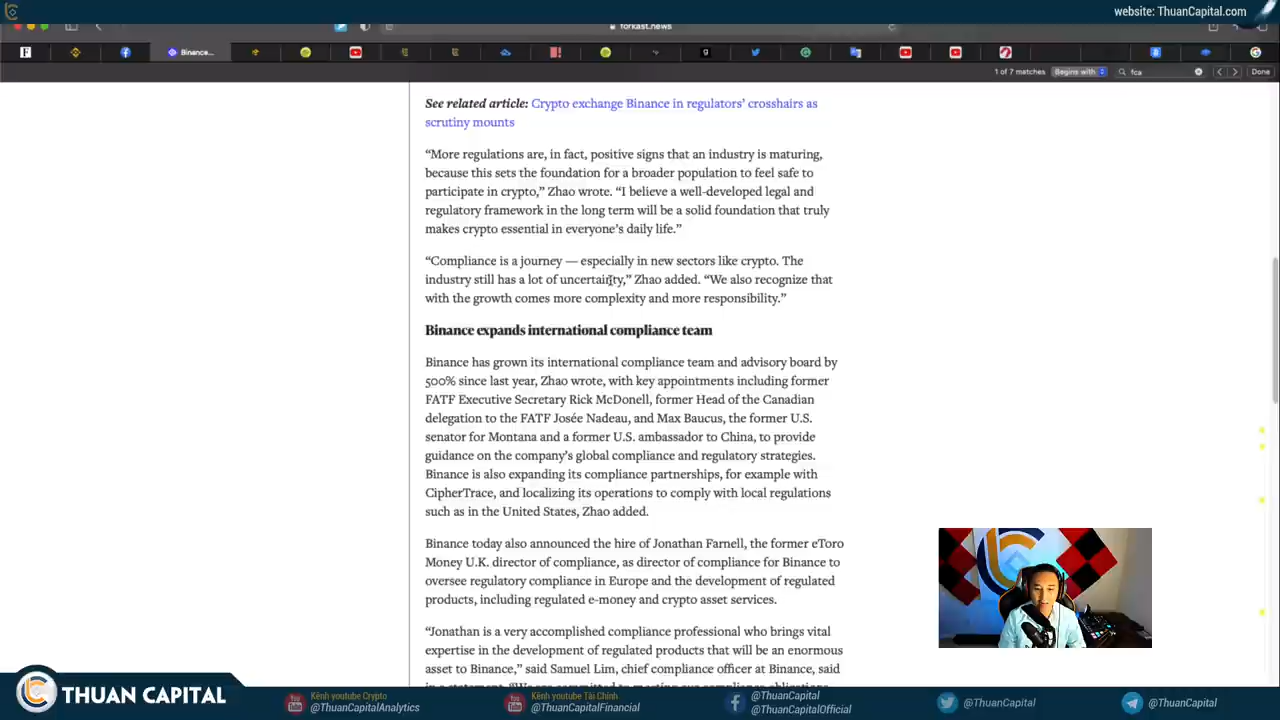 website: ThuanCapital.com
forkast.news
Binance...
1 of 7 matches
Begins with
fca
Done
See related article: Crypto exchange Binance in regulators’ crosshairs as
scrutiny mounts
“More regulations are, in fact, positive signs that an industry is maturing,
because this sets the foundation for a broader population to feel safe to
participate in crypto,” Zhao wrote. “I believe a well-developed legal and
regulatory framework in the long term will be a solid foundation that truly
makes crypto essential in everyone’s daily life.”
“Compliance is a journey — especially in new sectors like crypto. The
industry still has a lot of uncertainty,” Zhao added. “We also recognize that
with the growth comes more complexity and more responsibility.”
Binance expands international compliance team
Binance has grown its international compliance team and advisory board by
500% since last year, Zhao wrote, with key appointments including former
FATF Executive Secretary Rick McDonell, former Head of the Canadian
delegation to the FATF Josée Nadeau, and Max Baucus, the former U.S.
senator for Montana and a former U.S. ambassador to China, to provide
guidance on the company’s global compliance and regulatory strategies.
Binance is also expanding its compliance partnerships, for example with
CipherTrace, and localizing its operations to comply with local regulations
such as in the United States, Zhao added.
Binance today also announced the hire of Jonathan Farnell, the former eToro
Money U.K. director of compliance, as director of compliance for Binance to
oversee regulatory compliance in Europe and the development of regulated
products, including regulated e-money and crypto asset services.
“Jonathan is a very accomplished compliance professional who brings vital
expertise in the development of regulated products that will be an enormous
asset to Binance,” said Samuel Lim, chief compliance officer at Binance, said
THUAN CAPITAL
Kênh youtube Crypto
@ThuanCapitalAnalytics
Kênh youtube Tài Chính
@ThuanCapitalFinancial
@ThuanCapital
@ThuanCapitalOfficial
@ThuanCapital
@ThuanCapital